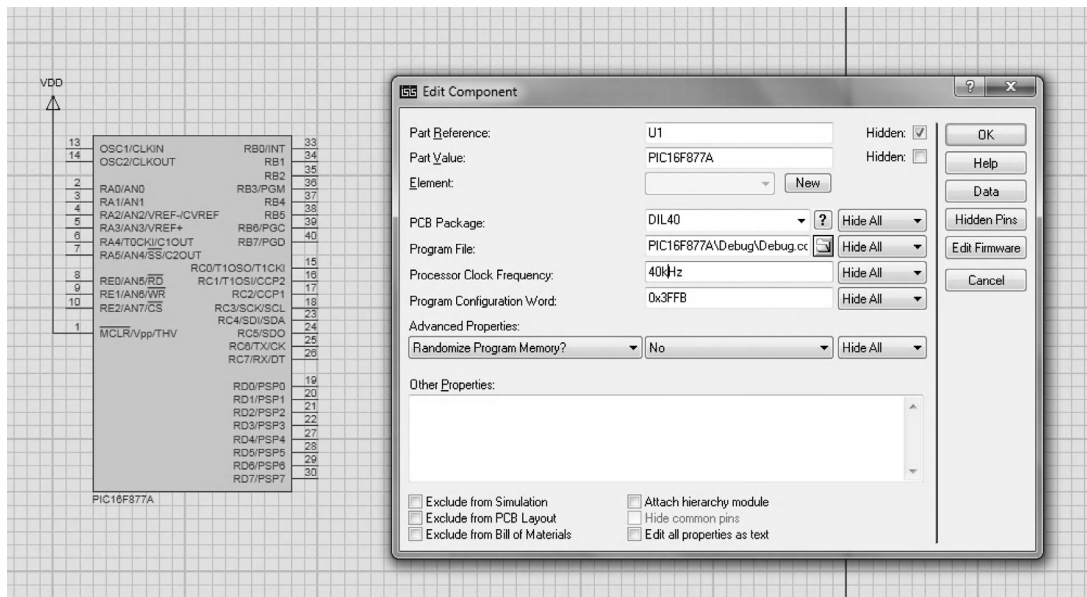 VDD
13 OSC1/CLKIN RB0/INT 33
14 OSC2/CLKOUT RB1 34
RB2 35
2 RA0/AN0 RB3/PGM 36
3 RA1/AN1 RB4 37
4 RA2/AN2/VREF-/CVREF RB5 38
5 RA3/AN3/VREF+ RB6/PGC 39
6 RA4/T0CKI/C1OUT RB7/PGD 40
7 RA5/AN4/SS/C2OUT
RC0/T1OSO/T1CKI 15
8 RE0/AN5/RD RC1/T1OSI/CCP2 16
9 RE1/AN6/WR RC2/CCP1 17
10 RE2/AN7/CS RC3/SCK/SCL 18
RC4/SDI/SDA 23
1 MCLR/Vpp/THV RC5/SDO 24
RC6/TX/CK 25
RC7/RX/DT 26
RD0/PSP0 19
RD1/PSP1 20
RD2/PSP2 21
RD3/PSP3 22
RD4/PSP4 27
RD5/PSP5 28
RD6/PSP6 29
RD7/PSP7 30
PIC16F877A
ISIS Edit Component ? X
Part Reference: U1 Hidden: OK
Part Value: PIC16F877A Hidden: Help
Element: New Data
PCB Package: DIL40 ? Hide All Hidden Pins
Program File: PIC16F877A\Debug\Debug.cc Hide All Edit Firmware
Processor Clock Frequency: 40kHz Hide All Cancel
Program Configuration Word: 0x3FFB Hide All
Advanced Properties:
Randomize Program Memory? No Hide All
Other Properties:
Exclude from Simulation Attach hierarchy module
Exclude from PCB Layout Hide common pins
Exclude from Bill of Materials Edit all properties as text